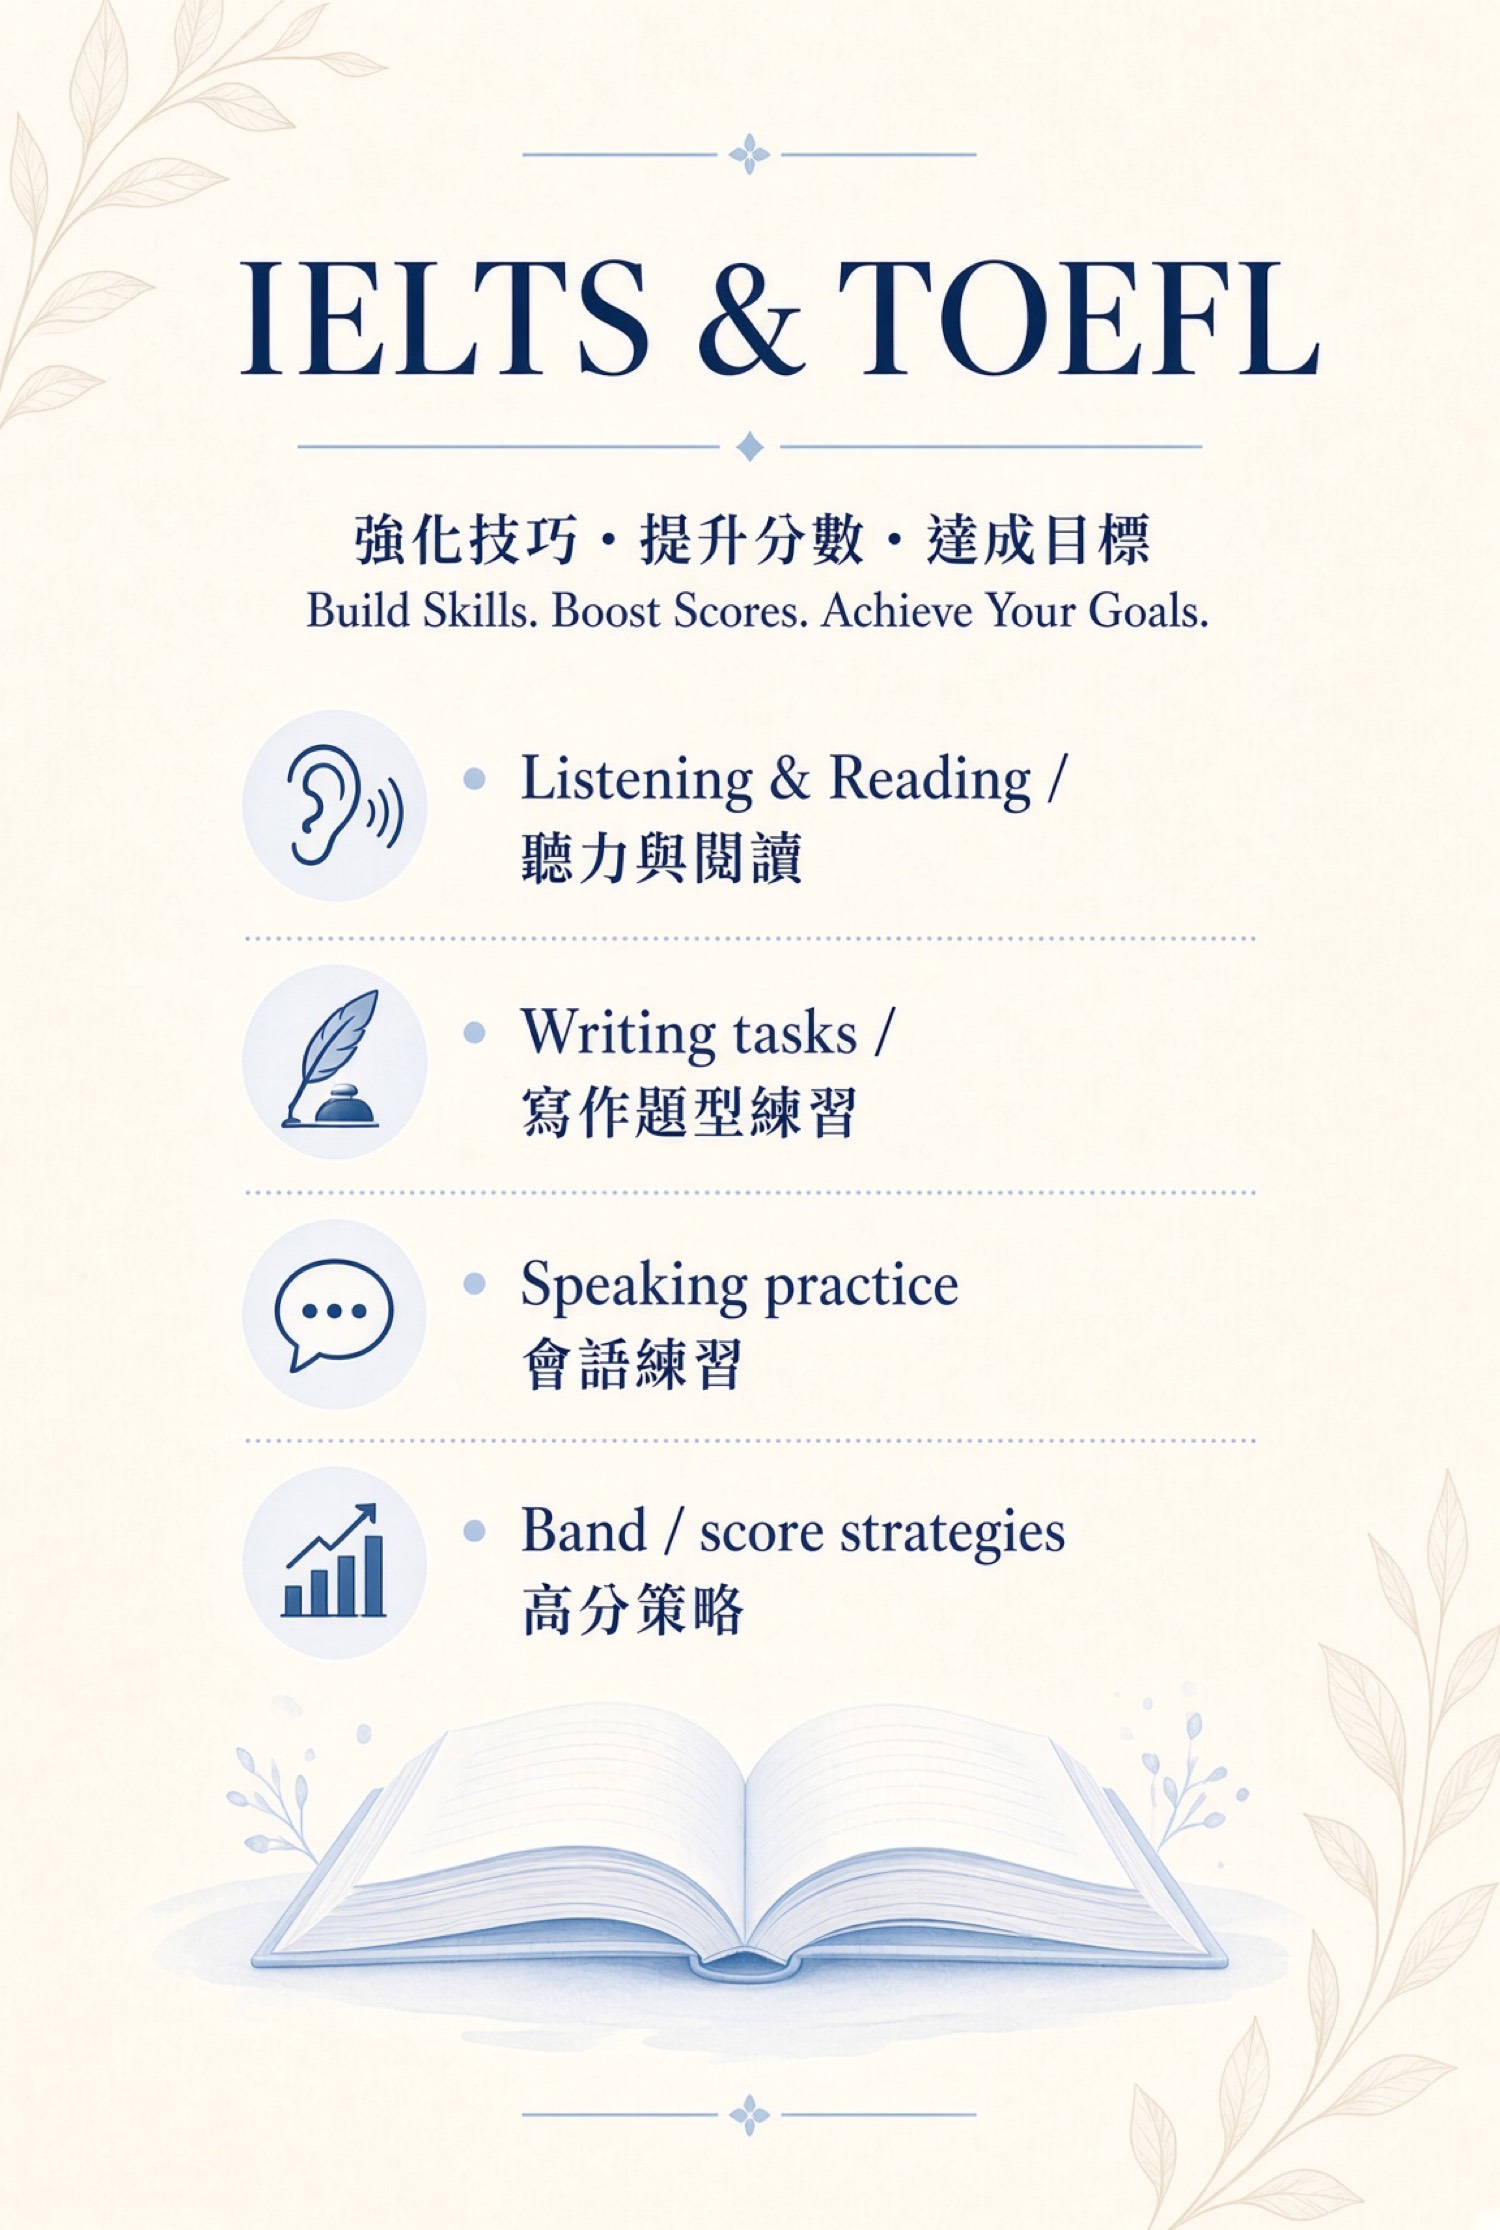 IELTS & TOEFL
強化技巧・提升分數・達成目標
Build Skills. Boost Scores. Achieve Your Goals.
• Listening & Reading /
聽力與閱讀
• Writing tasks /
寫作題型練習
• Speaking practice
會話練習
• Band / score strategies
高分策略